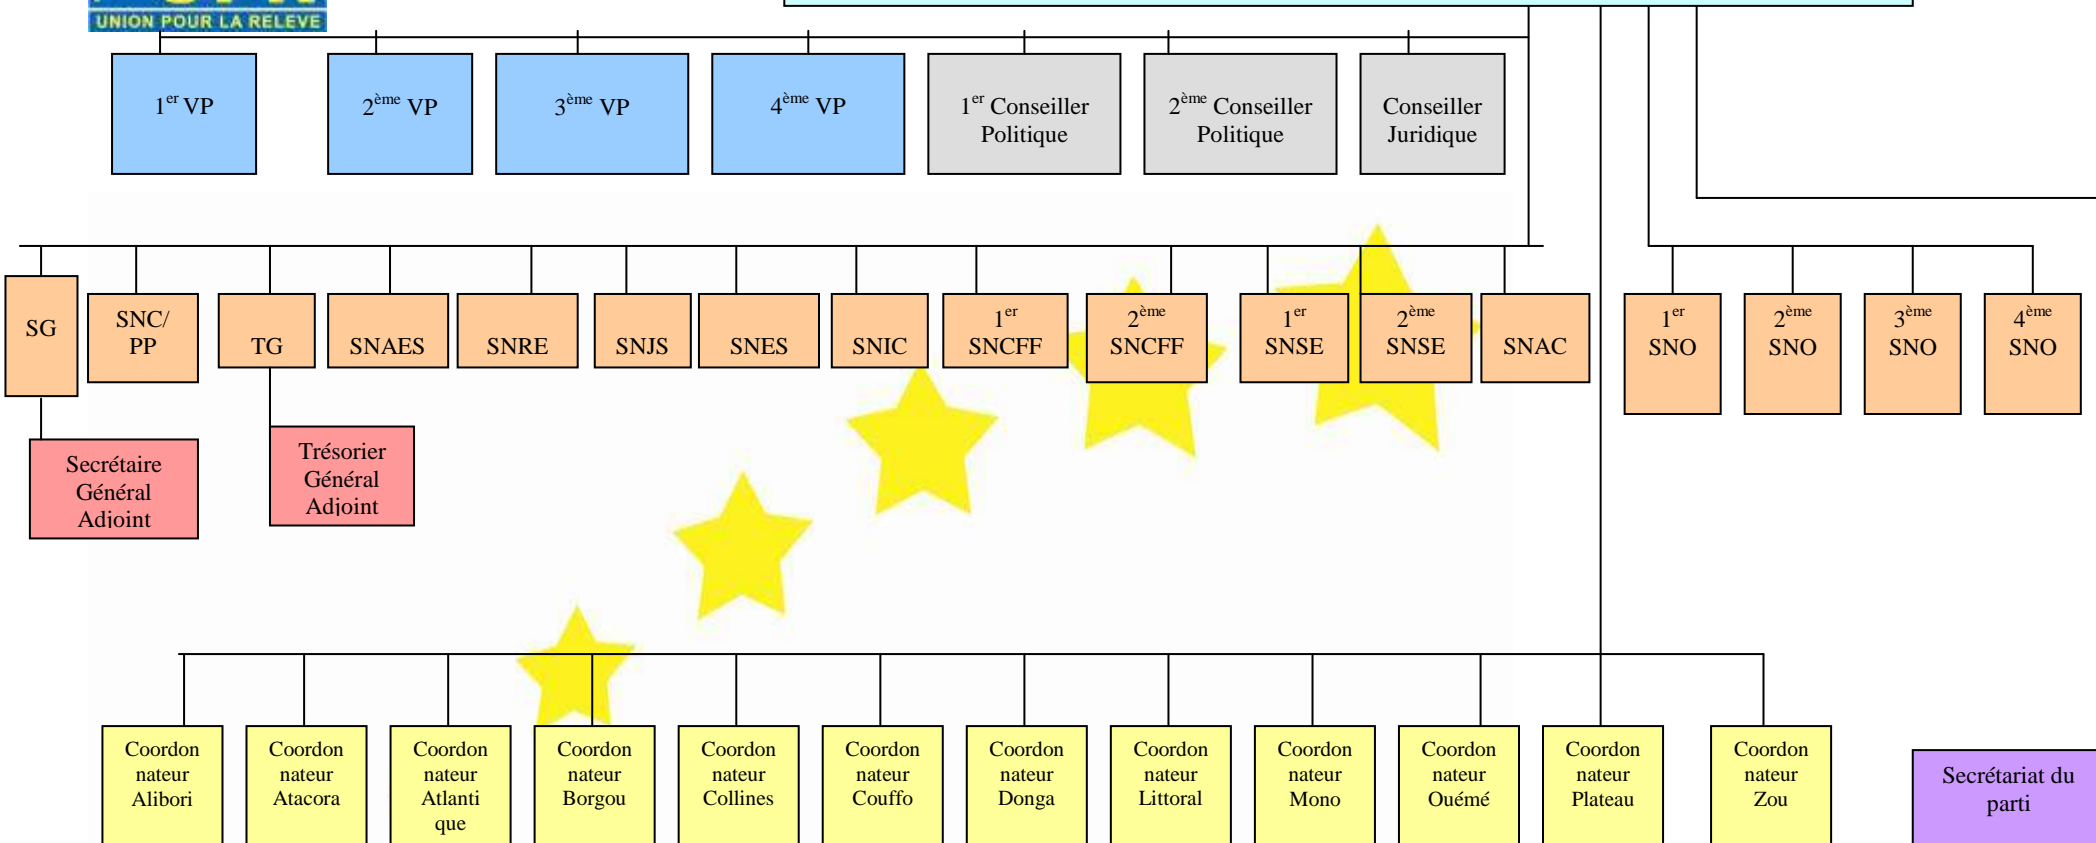 UNION POUR LA RELEVE
1er VP
2ème VP
3ème VP
4ème VP
1er Conseiller
Politique
2ème Conseiller
Politique
Conseiller
Juridique
SG
SNC/
PP
TG
SNAES
SNRE
SNJS
SNES
SNIC
1er
SNCFF
2ème
SNCFF
1er
SNSE
2ème
SNSE
SNAC
1er
SNO
2ème
SNO
3ème
SNO
4ème
SNO
Secrétaire
Général
Adjoint
Trésorier
Général
Adjoint
Coordon
nateur
Alibori
Coordon
nateur
Atacora
Coordon
nateur
Atlanti
que
Coordon
nateur
Borgou
Coordon
nateur
Collines
Coordon
nateur
Couffo
Coordon
nateur
Donga
Coordon
nateur
Littoral
Coordon
nateur
Mono
Coordon
nateur
Ouémé
Coordon
nateur
Plateau
Coordon
nateur
Zou
Secrétariat du
parti